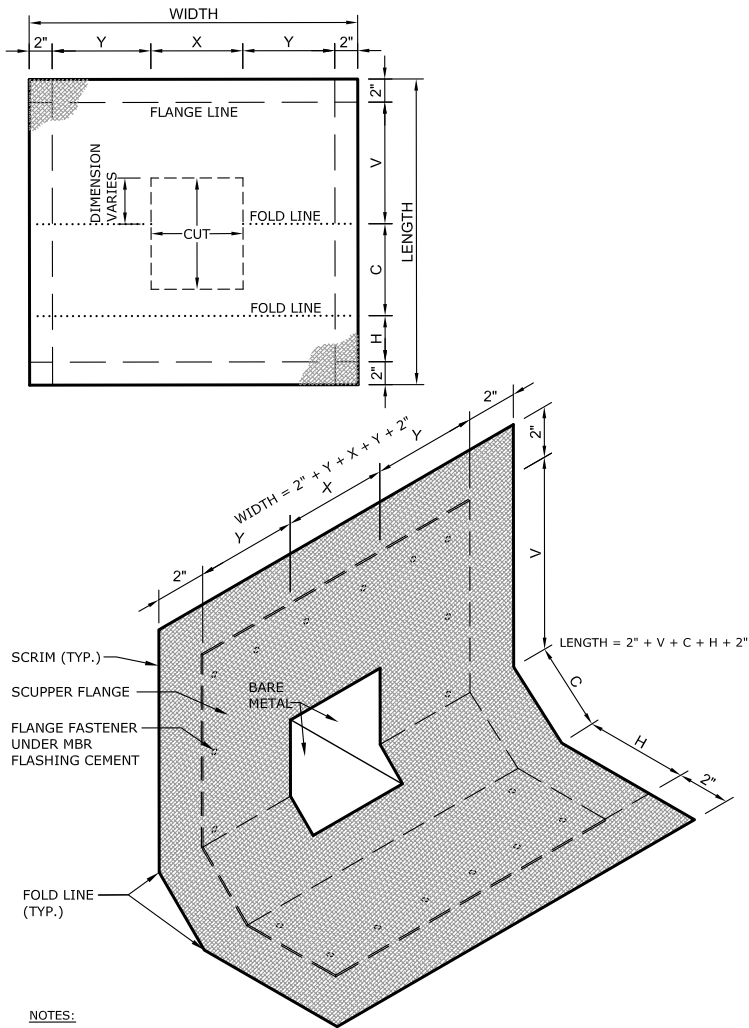 WIDTH
2" Y X Y 2"
2"
FLANGE LINE
V
DIMENSION
VARIES
FOLD LINE
CUT
LENGTH
C
FOLD LINE
H
2"
2"
2"
WIDTH = 2" + Y + X + Y + 2"
Y
X
Y
2"
V
LENGTH = 2" + V + C + H + 2"
SCRIM (TYP.)
C
SCUPPER FLANGE
BARE
METAL
FLANGE FASTENER
UNDER MBR
FLASHING CEMENT
H
2"
FOLD LINE
(TYP.)
NOTES: